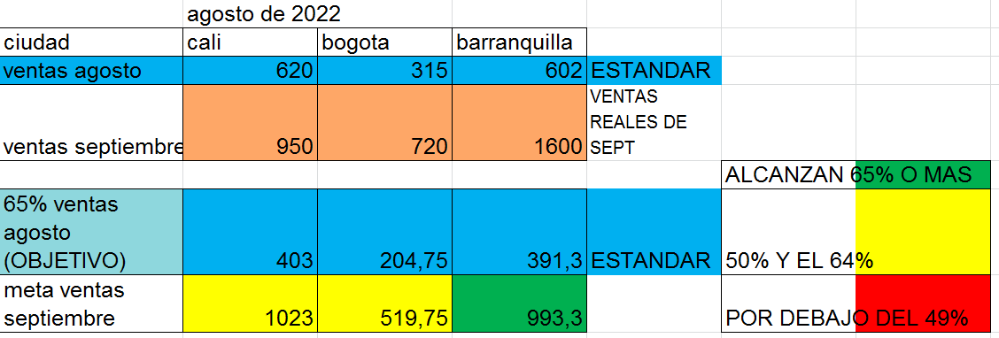 agosto de 2022
ciudad cali bogota barranquilla
ventas agosto 620 315 602 ESTANDAR
VENTAS
REALES DE
ventas septiembre 950 720 1600 SEPT
ALCANZAN 65% O MAS
65% ventas
agosto
(OBJETIVO) 403 204,75 391,3 ESTANDAR 50% Y EL 64%
meta ventas
septiembre 1023 519,75 993,3 POR DEBAJO DEL 49%